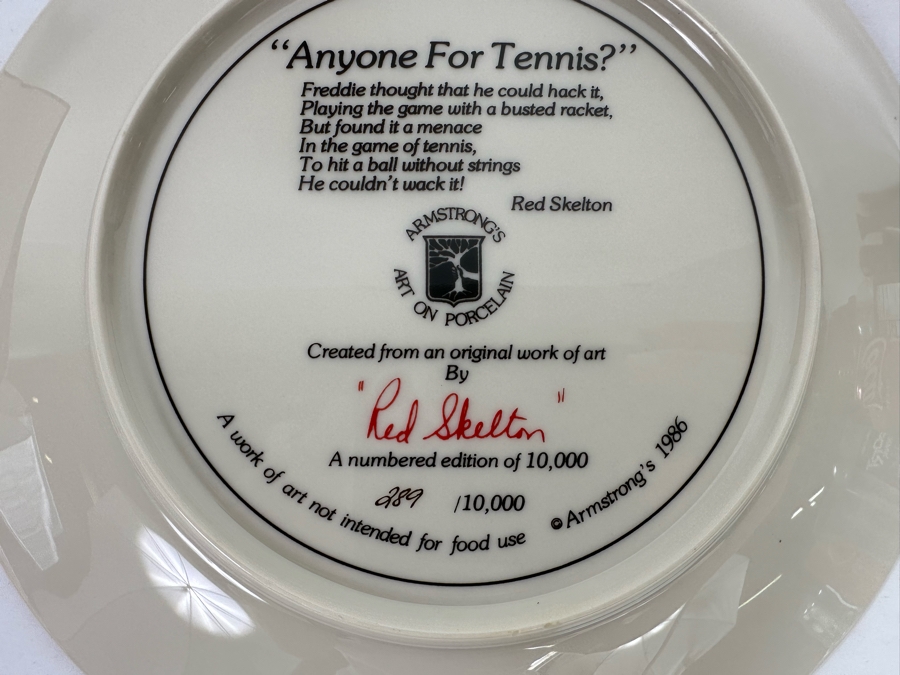 “Anyone For Tennis?”
Freddie thought that he could hack it,
Playing the game with a busted racket,
But found it a menace
In the game of tennis,
To hit a ball without strings
He couldn't wack it!
Red Skelton
ARMSTRONG'S
ART ON PORCELAIN
Created from an original work of art
By
"Red Skelton"
A numbered edition of 10,000
289 /10,000
A work of art not intended for food use
© Armstrong's 1986